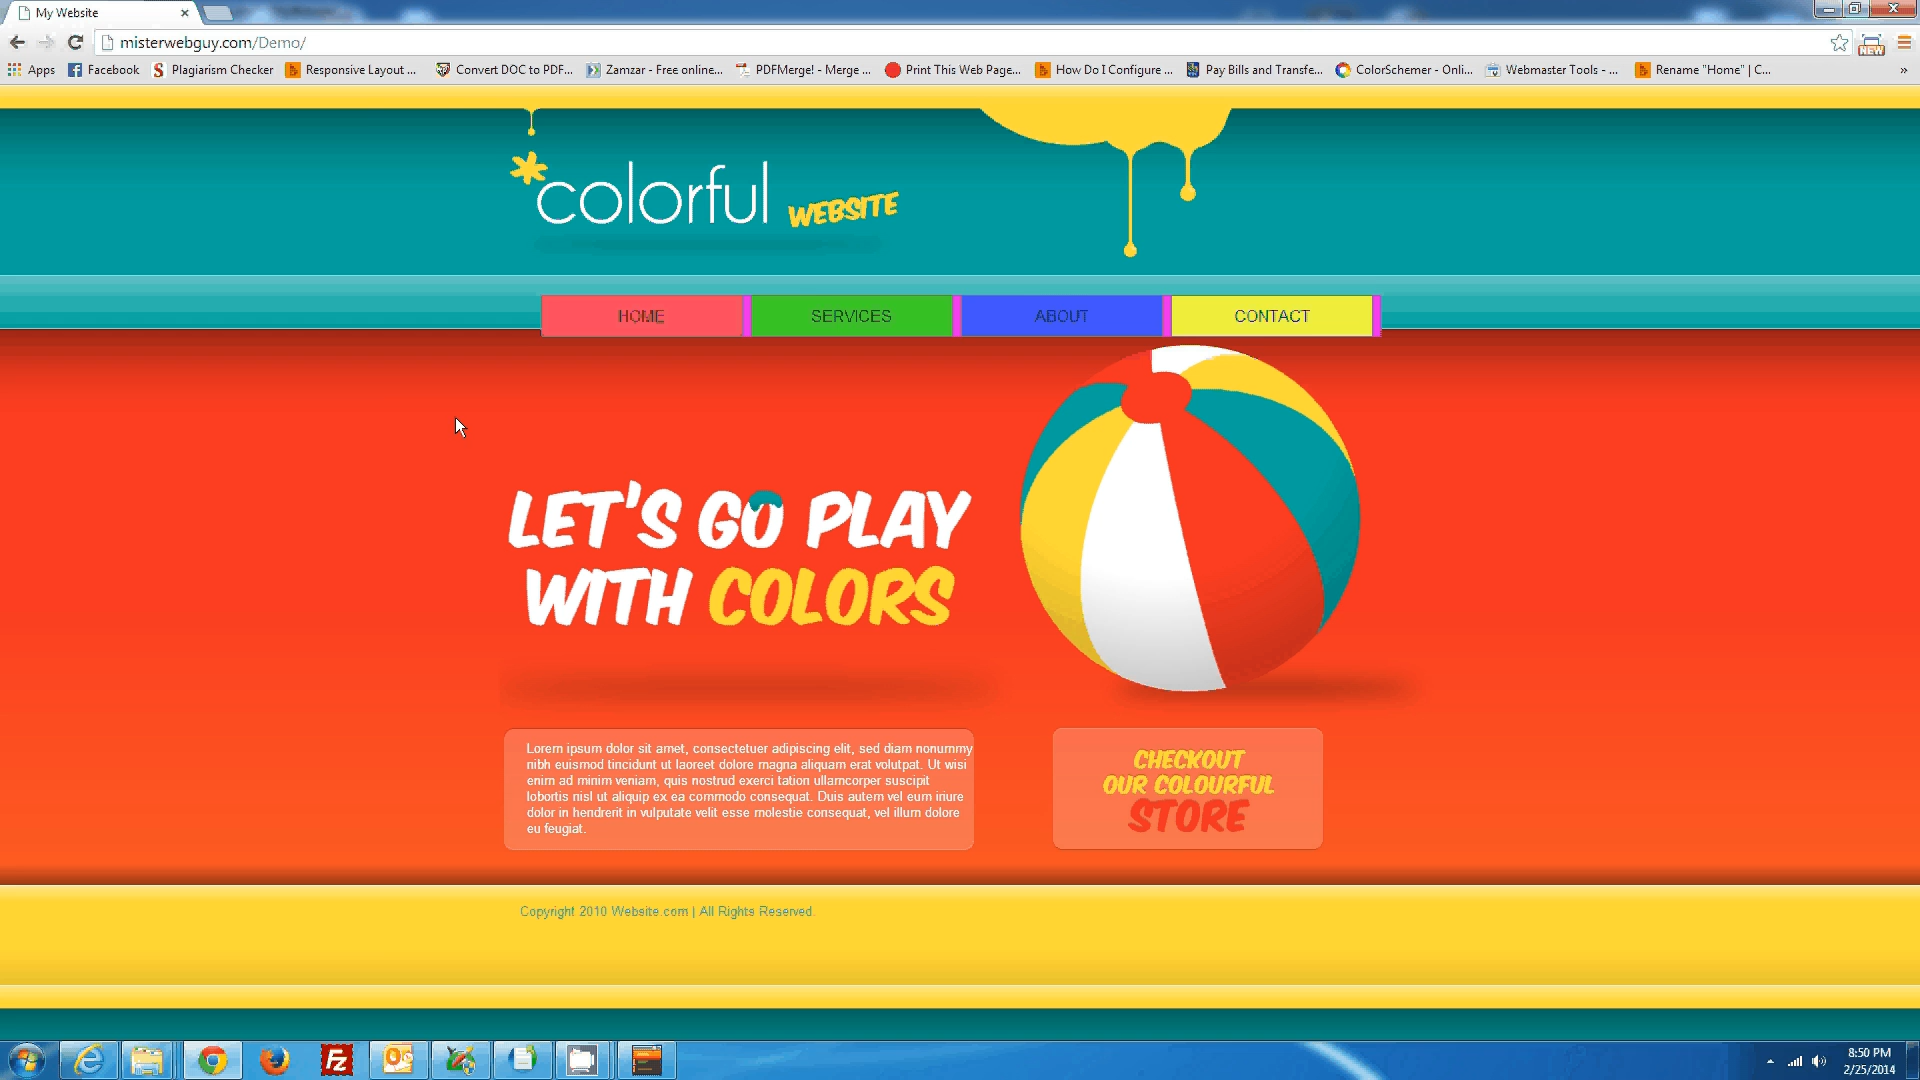 My Website
misterwebguy.com/Demo/
NEW
Apps Facebook Plagiarism Checker Responsive Layout ... Convert DOC to PDF... Zamzar - Free online... PDFMerge! - Merge ... Print This Web Page... How Do I Configure ... Pay Bills and Transfe... ColorSchemer - Onli... Webmaster Tools - ... Rename "Home" | C... »
*colorful WEBSITE
HOME SERVICES ABOUT CONTACT
LET'S GO PLAY
WITH COLORS
Lorem ipsum dolor sit amet, consectetuer adipiscing elit, sed diam nonummy
nibh euismod tincidunt ut laoreet dolore magna aliquam erat volutpat. Ut wisi
enim ad minim veniam, quis nostrud exerci tation ullamcorper suscipit
lobortis nisl ut aliquip ex ea commodo consequat. Duis autem vel eum iriure
dolor in hendrerit in vulputate velit esse molestie consequat, vel illum dolore
eu feugiat.
CHECKOUT
OUR COLOURFUL
STORE
Copyright 2010 Website.com | All Rights Reserved.
8:50 PM
2/25/2014